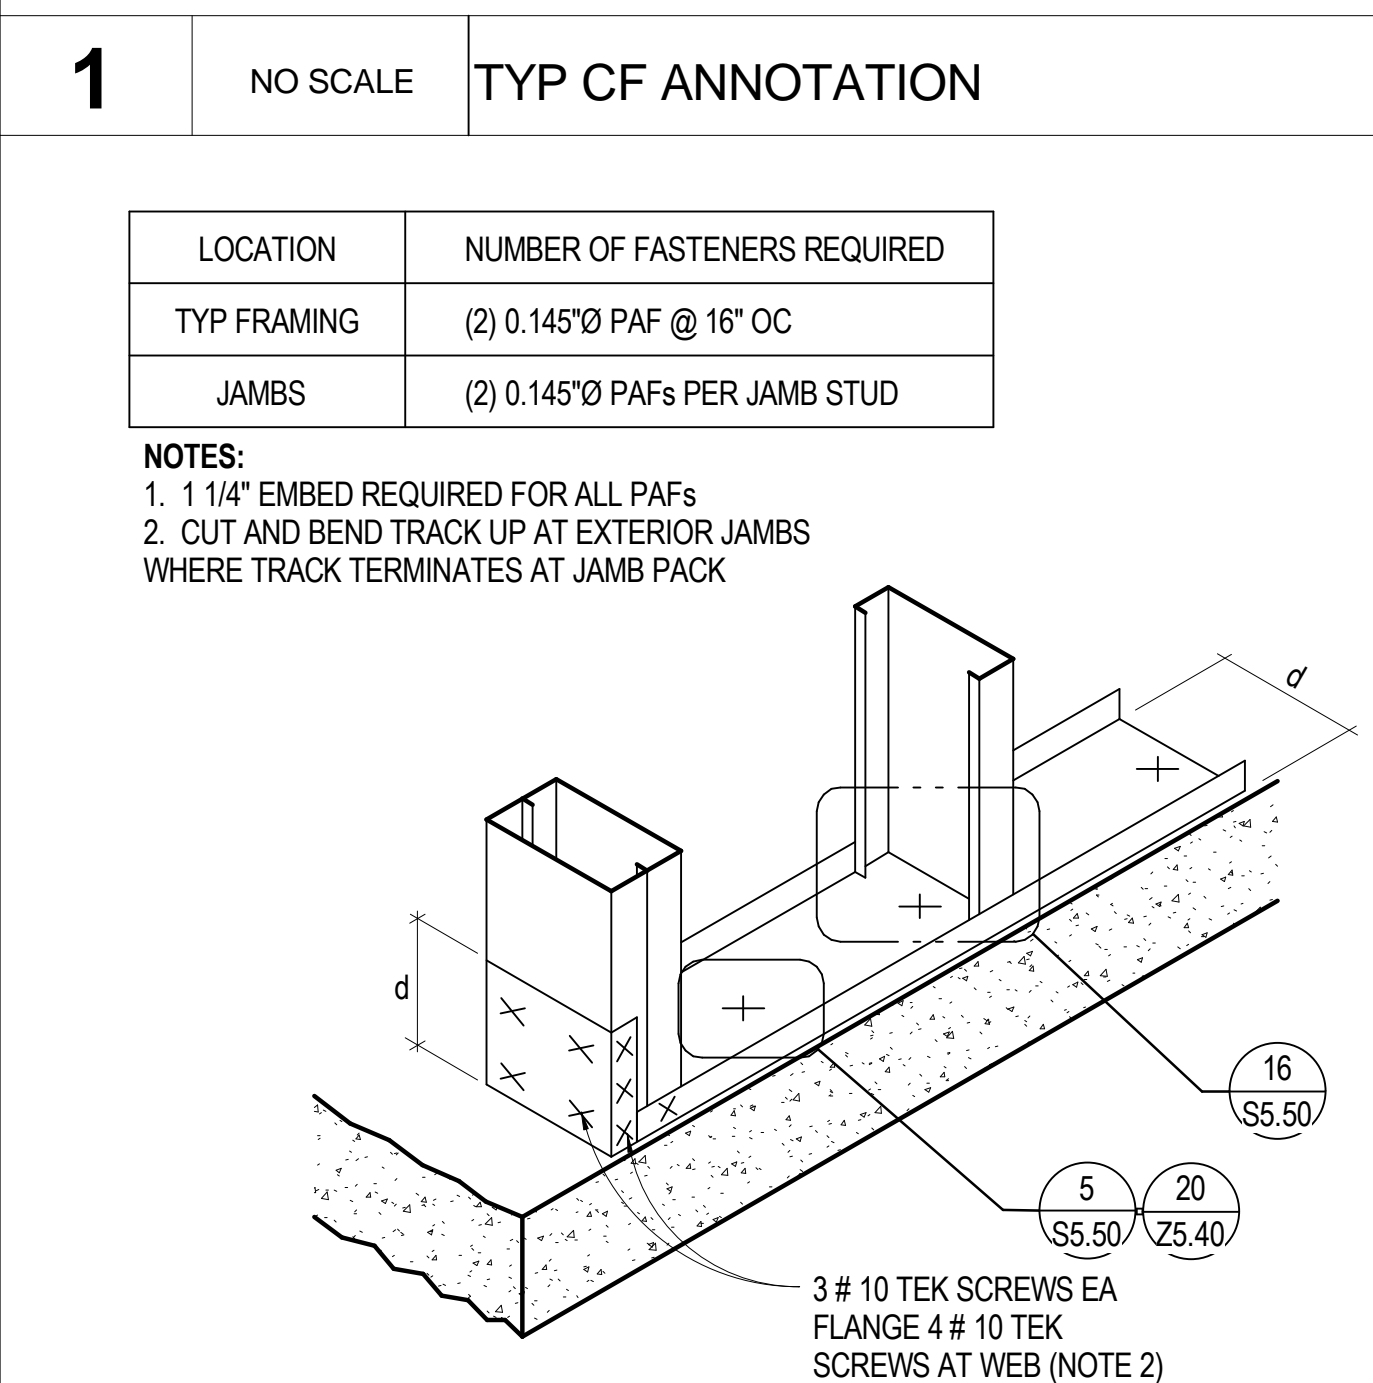 1 NO SCALE TYP CF ANNOTATION
LOCATION NUMBER OF FASTENERS REQUIRED
TYP FRAMING (2) 0.145"Ø PAF @ 16" OC
JAMBS (2) 0.145"Ø PAFs PER JAMB STUD
NOTES:
1. 1 1/4" EMBED REQUIRED FOR ALL PAFs
2. CUT AND BEND TRACK UP AT EXTERIOR JAMBS
WHERE TRACK TERMINATES AT JAMB PACK
d
d
16
S5.50
5
S5.50
20
Z5.40
3 # 10 TEK SCREWS EA
FLANGE 4 # 10 TEK
SCREWS AT WEB (NOTE 2)